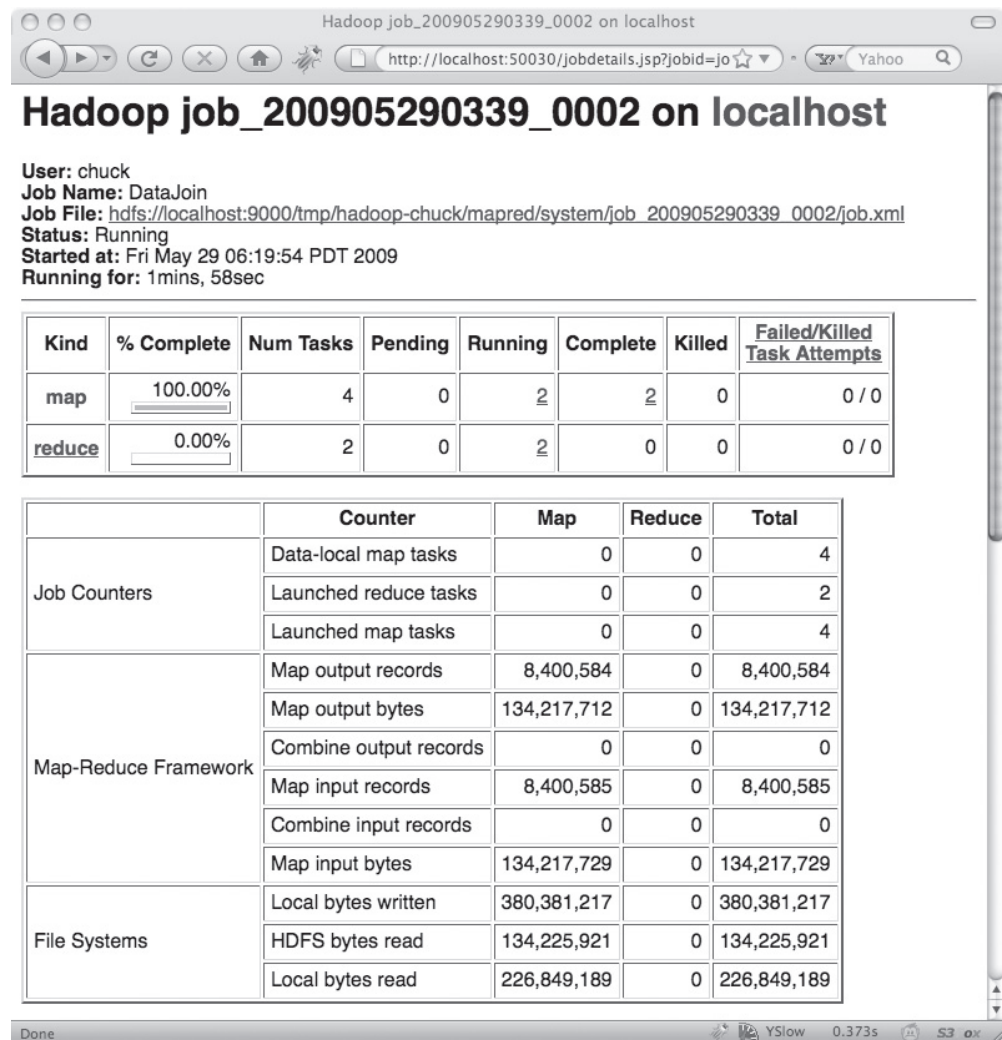 Hadoop job_200905290339_0002 on localhost
http://localhost:50030/jobdetails.jsp?jobid=jo
Yahoo
Hadoop job_200905290339_0002 on localhost
User: chuck
Job Name: DataJoin
Job File: hdfs://localhost:9000/tmp/hadoop-chuck/mapred/system/job_200905290339_0002/job.xml
Status: Running
Started at: Fri May 29 06:19:54 PDT 2009
Running for: 1mins, 58sec
Kind % Complete Num Tasks Pending Running Complete Killed Failed/Killed Task Attempts
map 100.00% 4 0 2 2 0 0 / 0
reduce 0.00% 2 0 2 0 0 0 / 0
Counter Map Reduce Total
Job Counters
Data-local map tasks 0 0 4
Launched reduce tasks 0 0 2
Launched map tasks 0 0 4
Map-Reduce Framework
Map output records 8,400,584 0 8,400,584
Map output bytes 134,217,712 0 134,217,712
Combine output records 0 0 0
Map input records 8,400,585 0 8,400,585
Combine input records 0 0 0
Map input bytes 134,217,729 0 134,217,729
File Systems
Local bytes written 380,381,217 0 380,381,217
HDFS bytes read 134,225,921 0 134,225,921
Local bytes read 226,849,189 0 226,849,189
Done YSlow 0.373s S3 ox